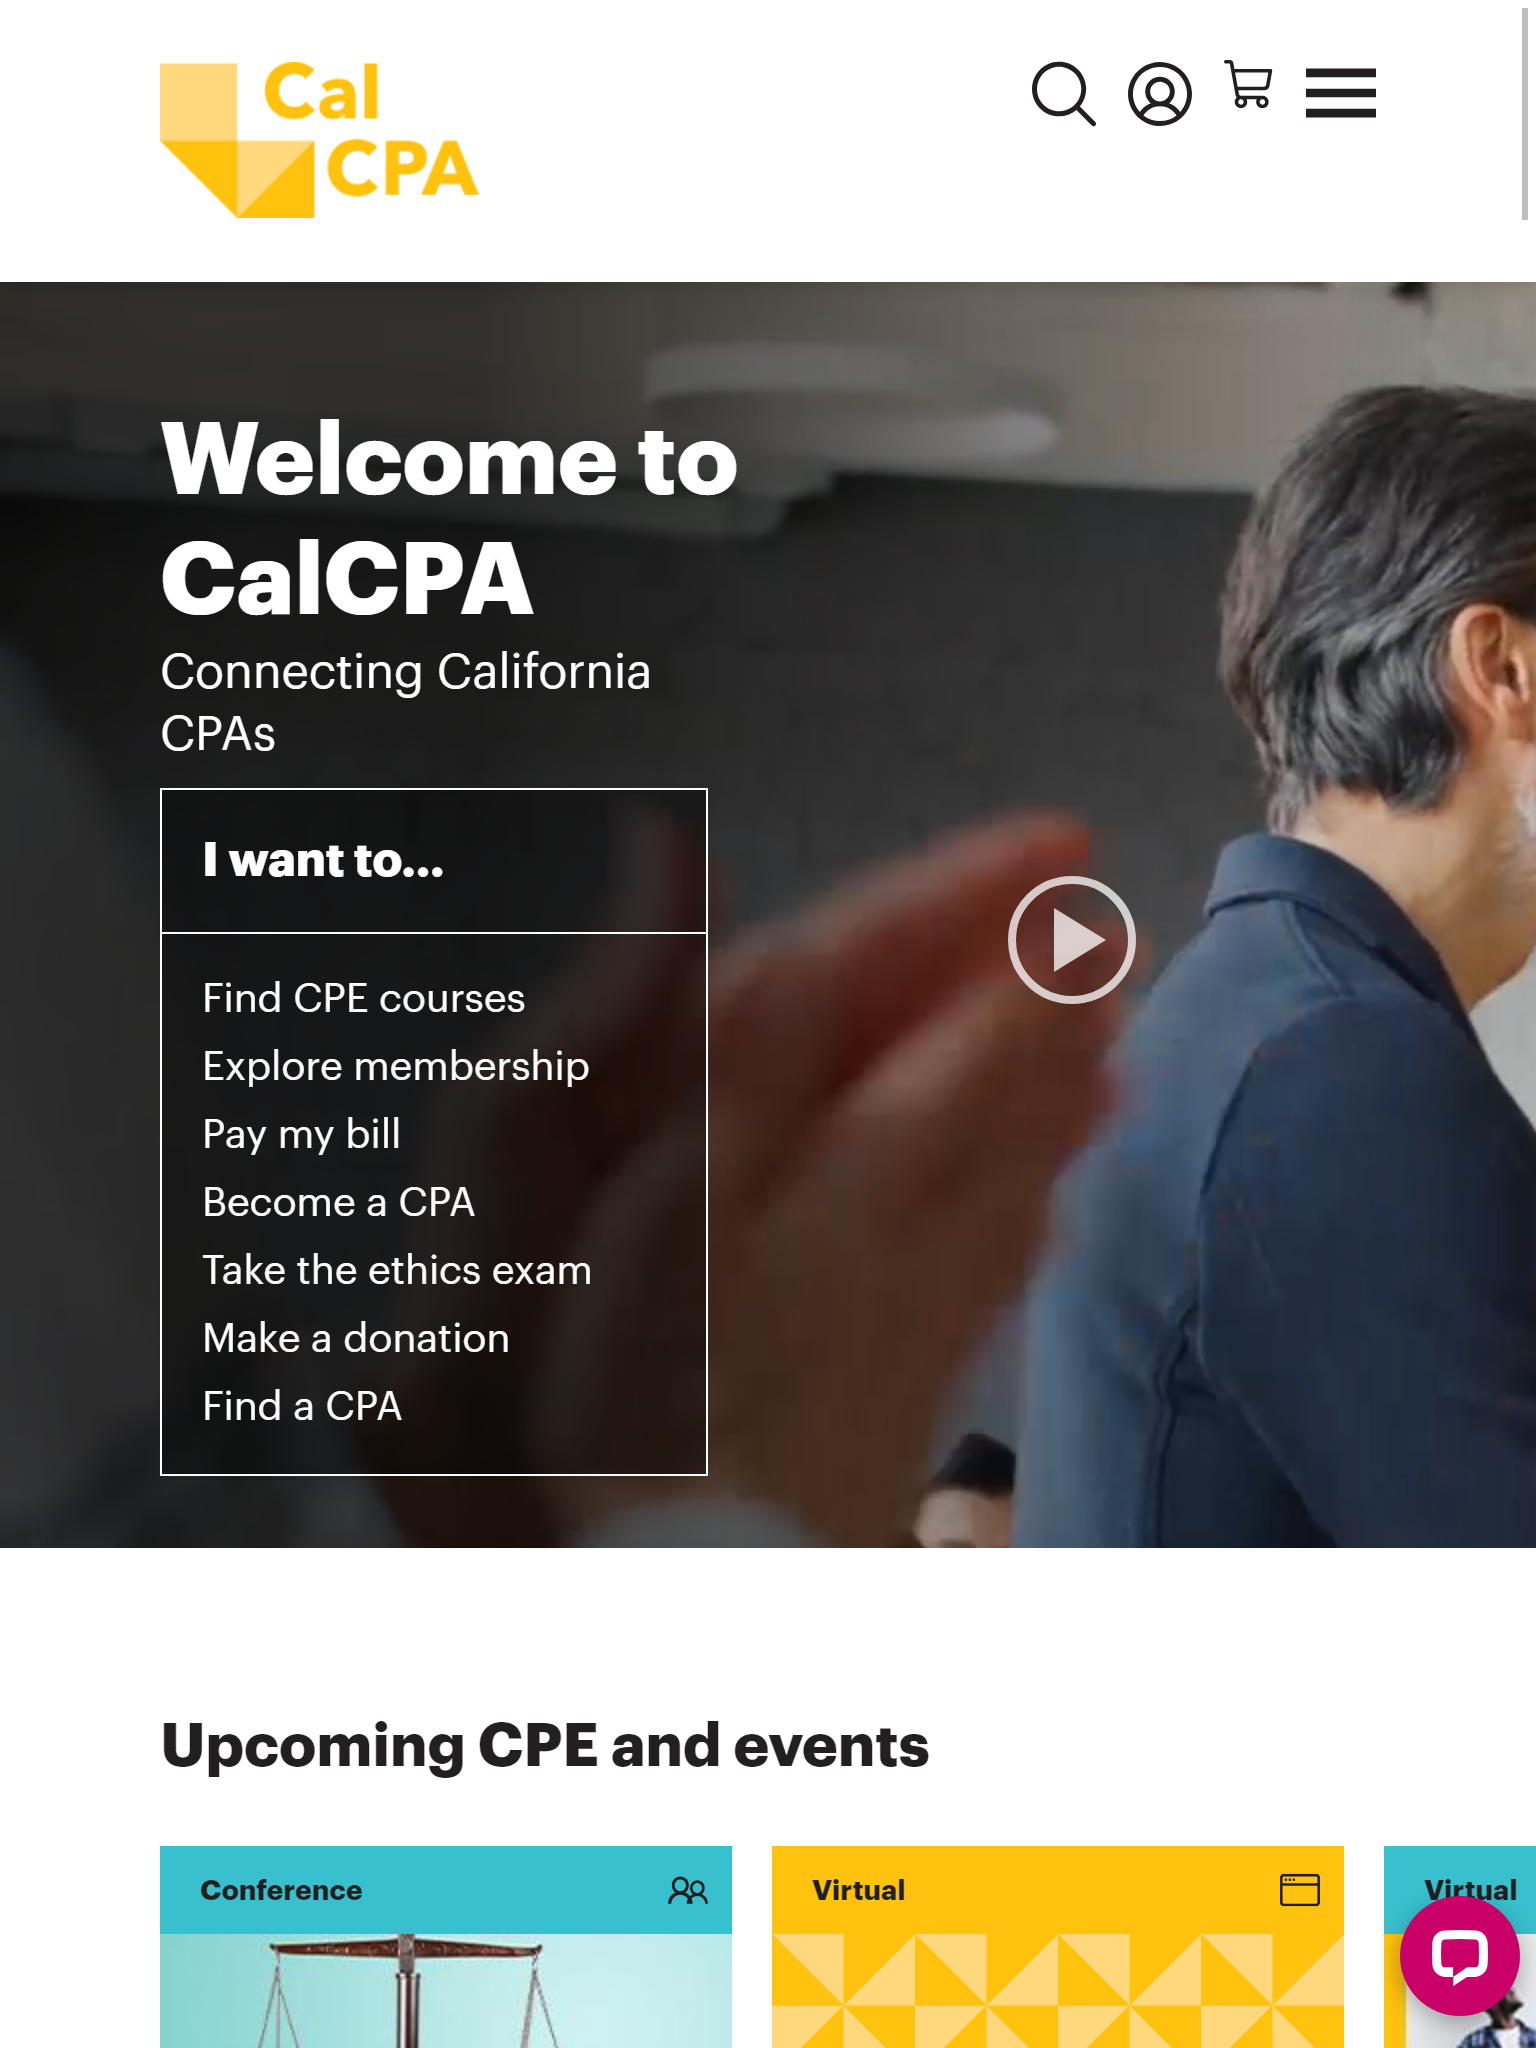 Cal
CPA
Welcome to
CalCPA
Connecting California
CPAs
I want to...
Find CPE courses
Explore membership
Pay my bill
Become a CPA
Take the ethics exam
Make a donation
Find a CPA
Upcoming CPE and events
Conference
Virtual
Virtual